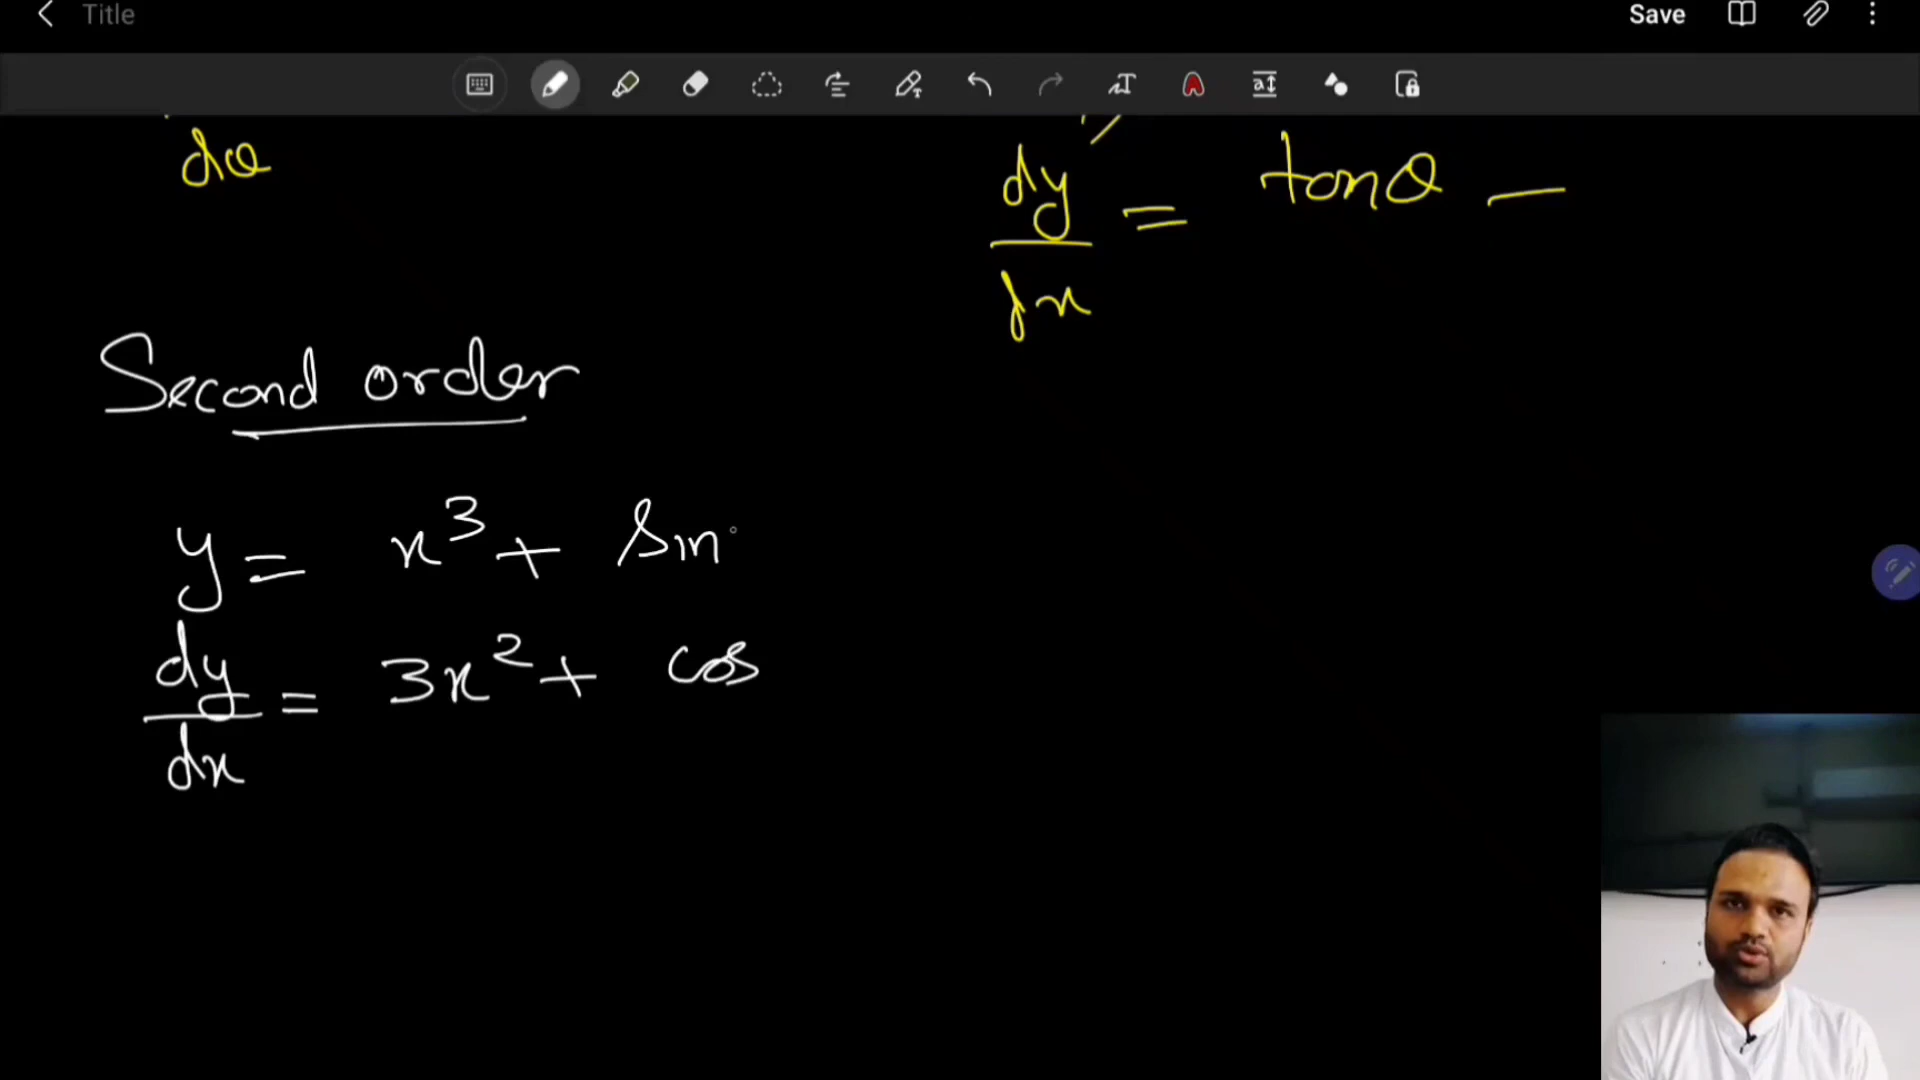 Title Save
dθ
dy/dx = tanθ —
Second order
y = x³ + sin
dy/dx = 3x² + cos